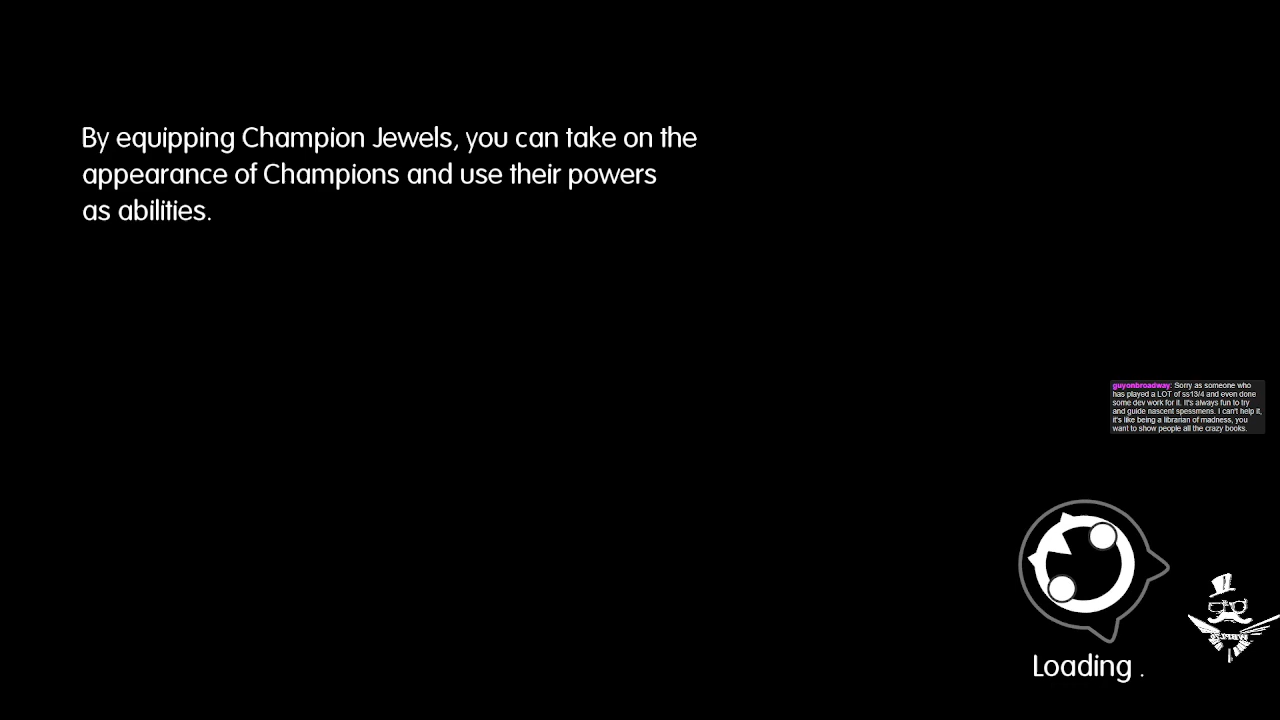 By equipping Champion Jewels, you can take on the
appearance of Champions and use their powers
as abilities.
guyonbroadway: Sorry as someone who
has played a LOT of ss13/4 and even done
some dev work for it. It's always fun to try
and guide nascent spessmens. I can't help it,
it's like being a librarian of madness, you
want to show people all the crazy books.
Loading .